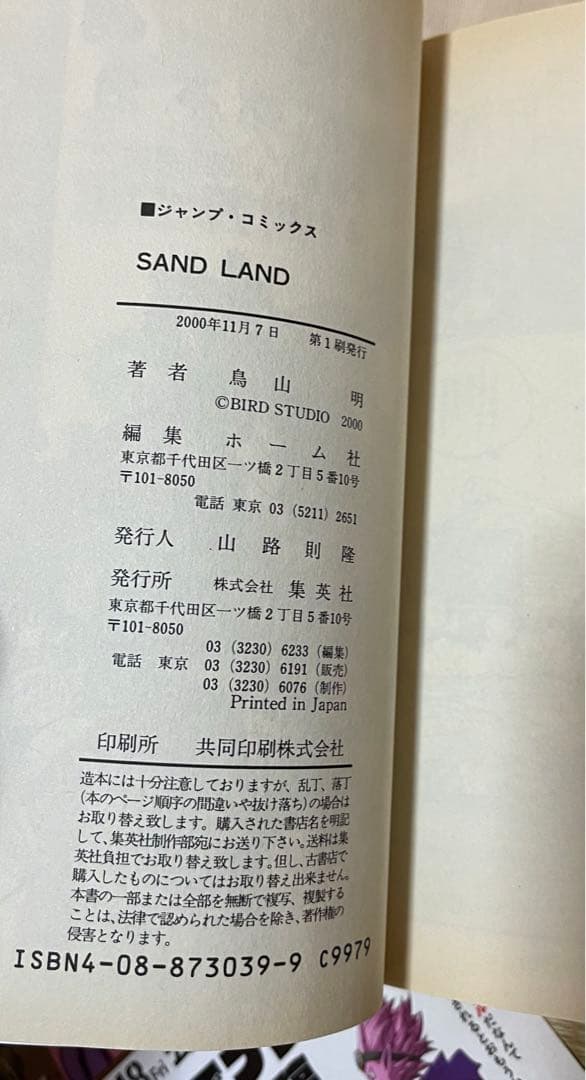 ■ジャンプ・コミックス
SAND LAND
2000年11月7日 第1刷発行
著者 鳥山 明
©BIRD STUDIO 2000
編集 ホーム社
東京都千代田区一ツ橋2丁目5番10号
〒101-8050
電話 東京 03 (5211) 2651
発行人 山路則隆
発行所 株式会社 集英社
東京都千代田区一ツ橋2丁目5番10号
〒101-8050
03 (3230) 6233 (編集)
電話 東京 03 (3230) 6191 (販売)
03 (3230) 6076 (制作)
Printed in Japan
印刷所 共同印刷株式会社
造本には十分注意しておりますが、乱丁、落丁
(本のページ順序の間違いや抜け落ち)の場合は
お取り替え致します。購入された書店名を明記
して、集英社制作部宛にお送り下さい。送料は集
英社負担でお取り替え致します。但し、古書店で
購入したものについてはお取り替え出来ません。
本書の一部または全部を無断で複写、複製する
ことは、法律で認められた場合を除き、著作権の
侵害となります。
ISBN4-08-873039-9 C9979
Fri
だなんて
されるとおもう